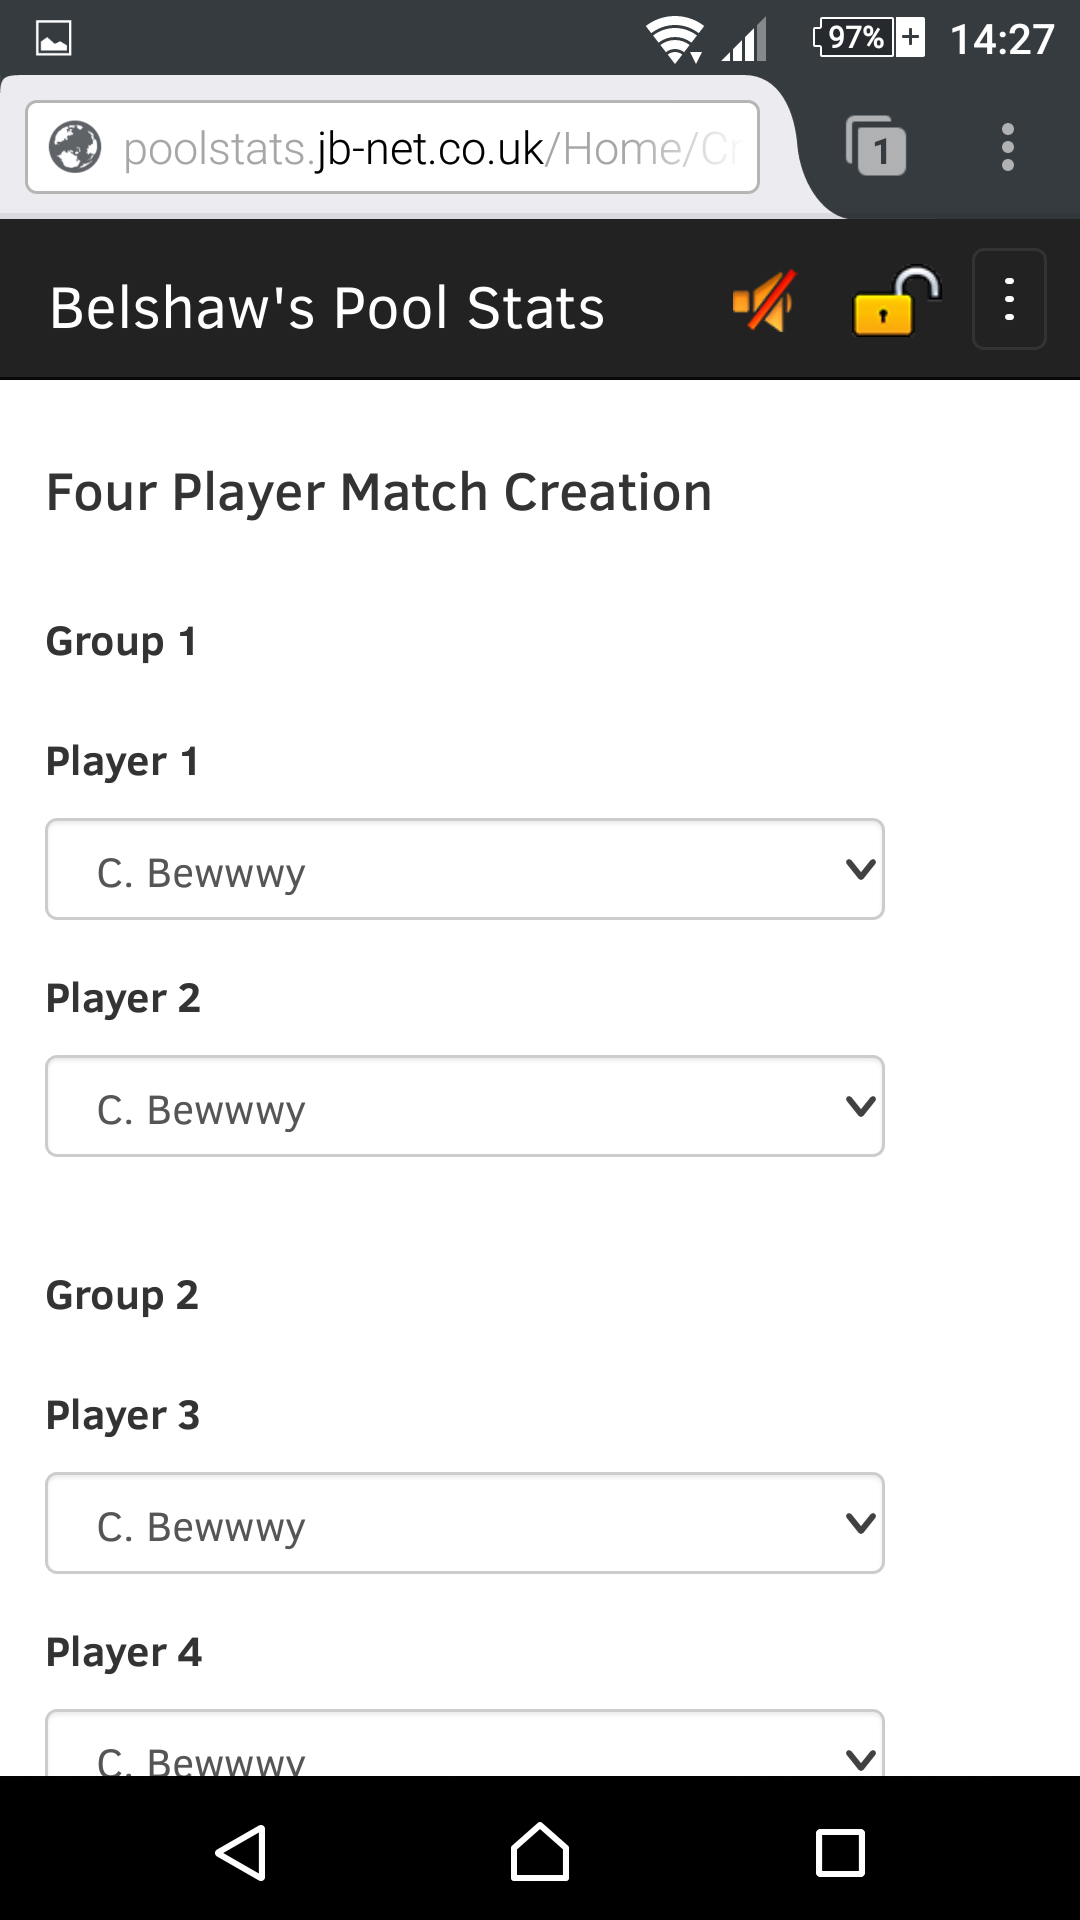 97% 14:27
poolstats.jb-net.co.uk/Home/Cr
1
Belshaw's Pool Stats
Four Player Match Creation
Group 1
Player 1
C. Bewwwy
Player 2
C. Bewwwy
Group 2
Player 3
C. Bewwwy
Player 4
C. Bewwwy